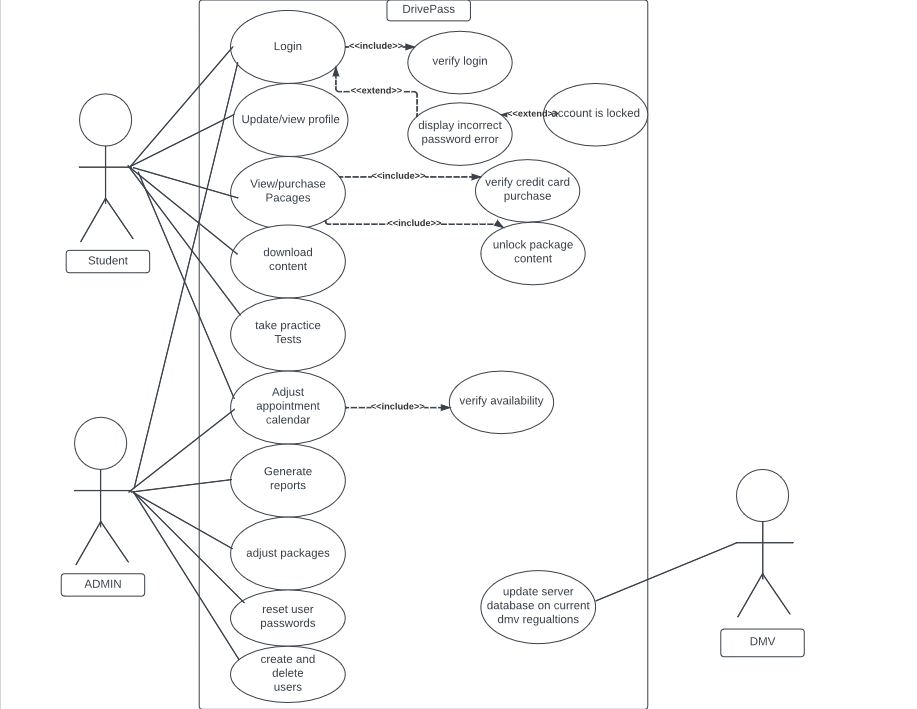 DrivePass
Login
<<include>>
verify login
<<extend>>
Update/view profile
display incorrect
password error
<<extend>>
account is locked
View/purchase
Pacages
<<include>>
verify credit card
purchase
<<include>>
unlock package
content
Student
download
content
take practice
Tests
Adjust
appointment
calendar
<<include>>
verify availability
Generate
reports
adjust packages
ADMIN
reset user
passwords
update server
database on current
dmv regualtions
DMV
create and
delete
users